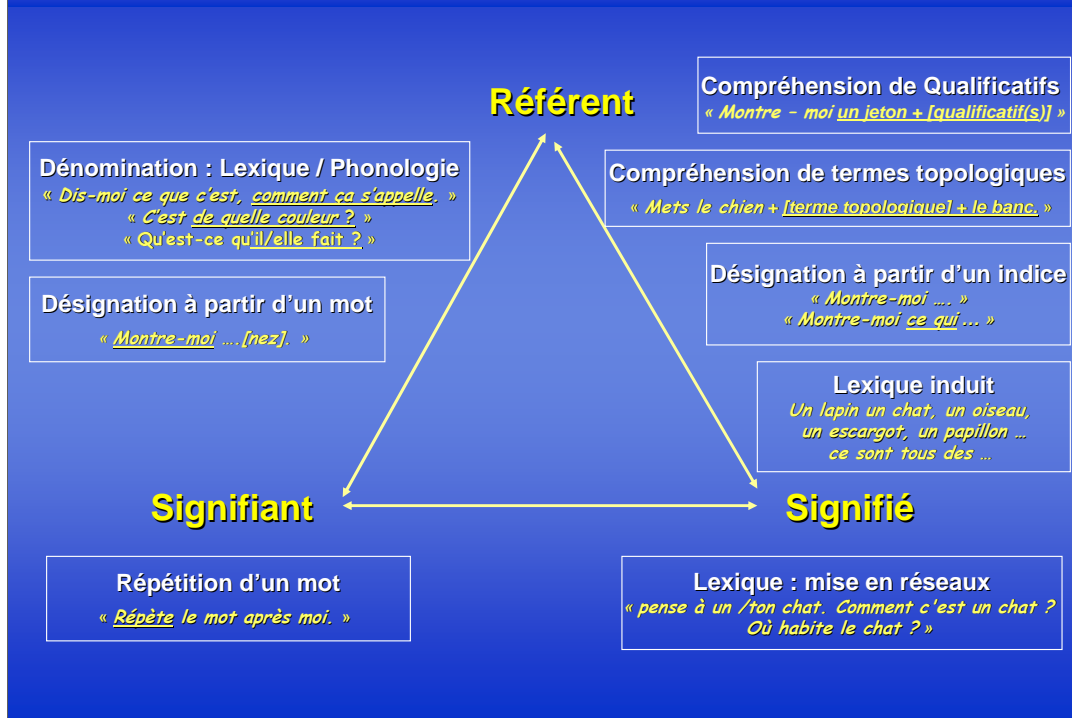 Référent
Compréhension de Qualificatifs
« Montre – moi un jeton + [qualificatif(s)] »
Dénomination : Lexique / Phonologie
« Dis-moi ce que c’est, comment ça s’appelle. »
« C’est de quelle couleur ? »
« Qu’est-ce qu’il/elle fait ? »
Compréhension de termes topologiques
« Mets le chien + [terme topologique] + le banc. »
Désignation à partir d’un mot
« Montre-moi ….[nez]. »
Désignation à partir d’un indice
« Montre-moi …. »
« Montre-moi ce qui ... »
Lexique induit
Un lapin un chat, un oiseau,
un escargot, un papillon …
ce sont tous des …
Signifiant
Signifié
Répétition d’un mot
« Répète le mot après moi. »
Lexique : mise en réseaux
« pense à un /ton chat. Comment c'est un chat ?
Où habite le chat ? »